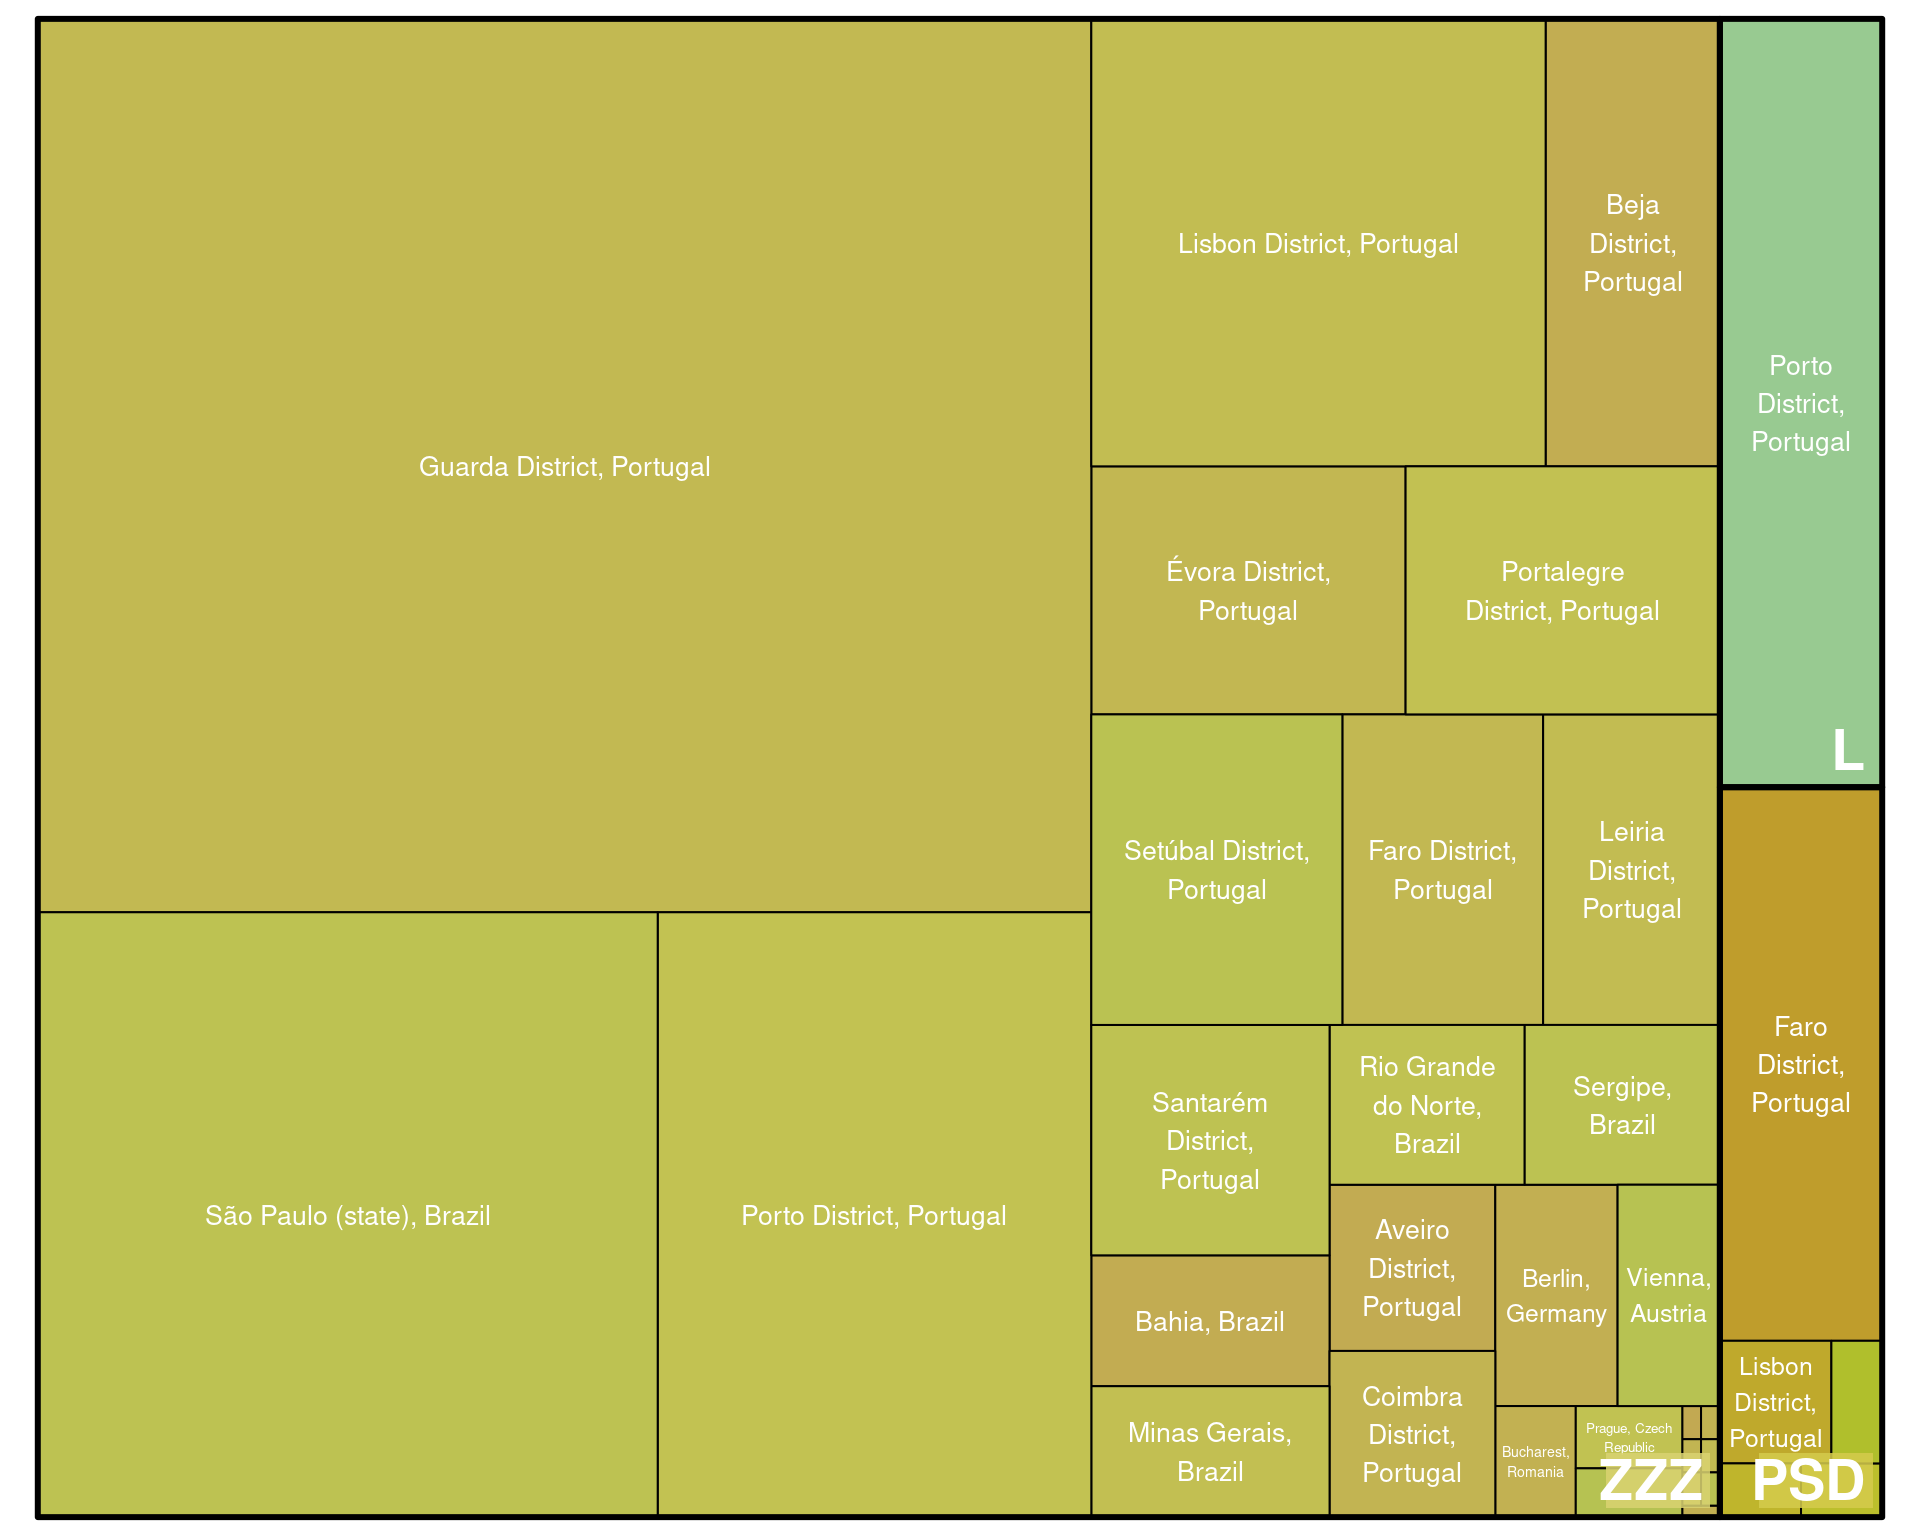 Guarda District, Portugal
São Paulo (state), Brazil
Porto District, Portugal
Lisbon District, Portugal
Beja
District,
Portugal
Évora District,
Portugal
Portalegre
District, Portugal
Setúbal District,
Portugal
Faro District,
Portugal
Leiria
District,
Portugal
Santarém
District,
Portugal
Rio Grande
do Norte,
Brazil
Sergipe,
Brazil
Bahia, Brazil
Minas Gerais,
Brazil
Aveiro
District,
Portugal
Coimbra
District,
Portugal
Berlin,
Germany
Vienna,
Austria
Bucharest,
Romania
Prague, Czech
Republic
ZZZ
Porto
District,
Portugal
L
Faro
District,
Portugal
Lisbon
District,
Portugal
PSD